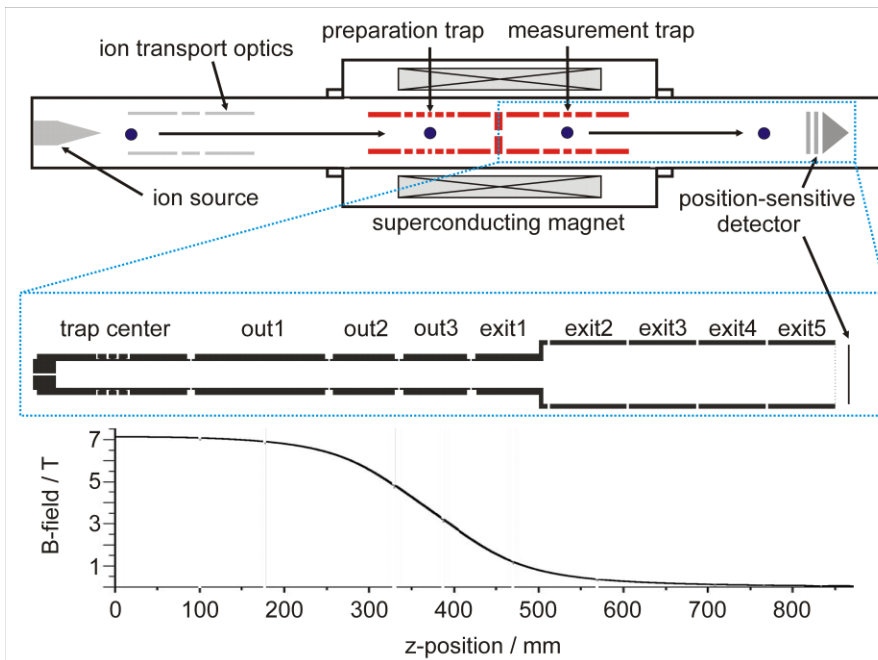 preparation trap
measurement trap
ion transport optics
ion source
superconducting magnet
position-sensitive
detector
trap center
out1
out2
out3
exit1
exit2
exit3
exit4
exit5
B-field / T
7
5
3
1
0
100
200
300
400
500
600
700
800
z-position / mm